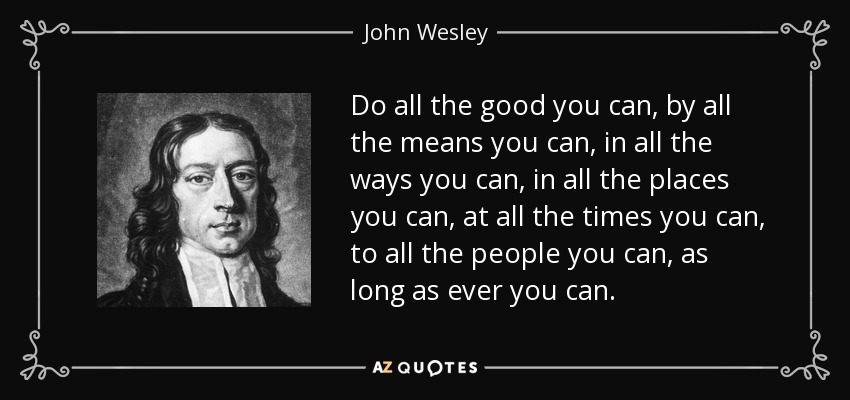 John Wesley
Do all the good you can, by all
the means you can, in all the
ways you can, in all the places
you can, at all the times you can,
to all the people you can, as
long as ever you can.
AZ QUOTES